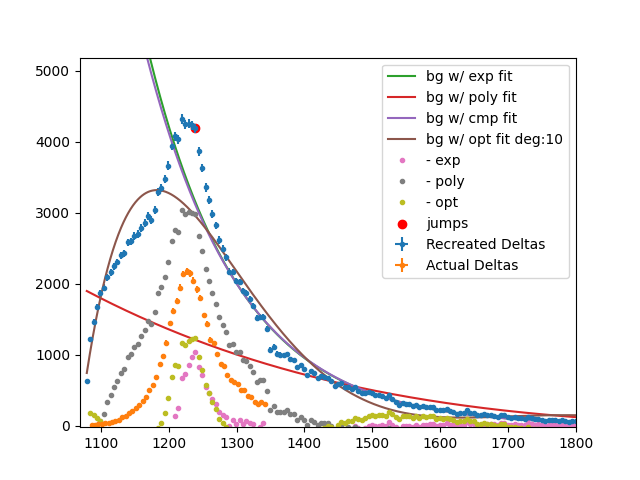 5000
4000
3000
2000
1000
0
1100 1200 1300 1400 1500 1600 1700 1800
bg w/ exp fit
bg w/ poly fit
bg w/ cmp fit
bg w/ opt fit deg:10
- exp
- poly
- opt
jumps
Recreated Deltas
Actual Deltas